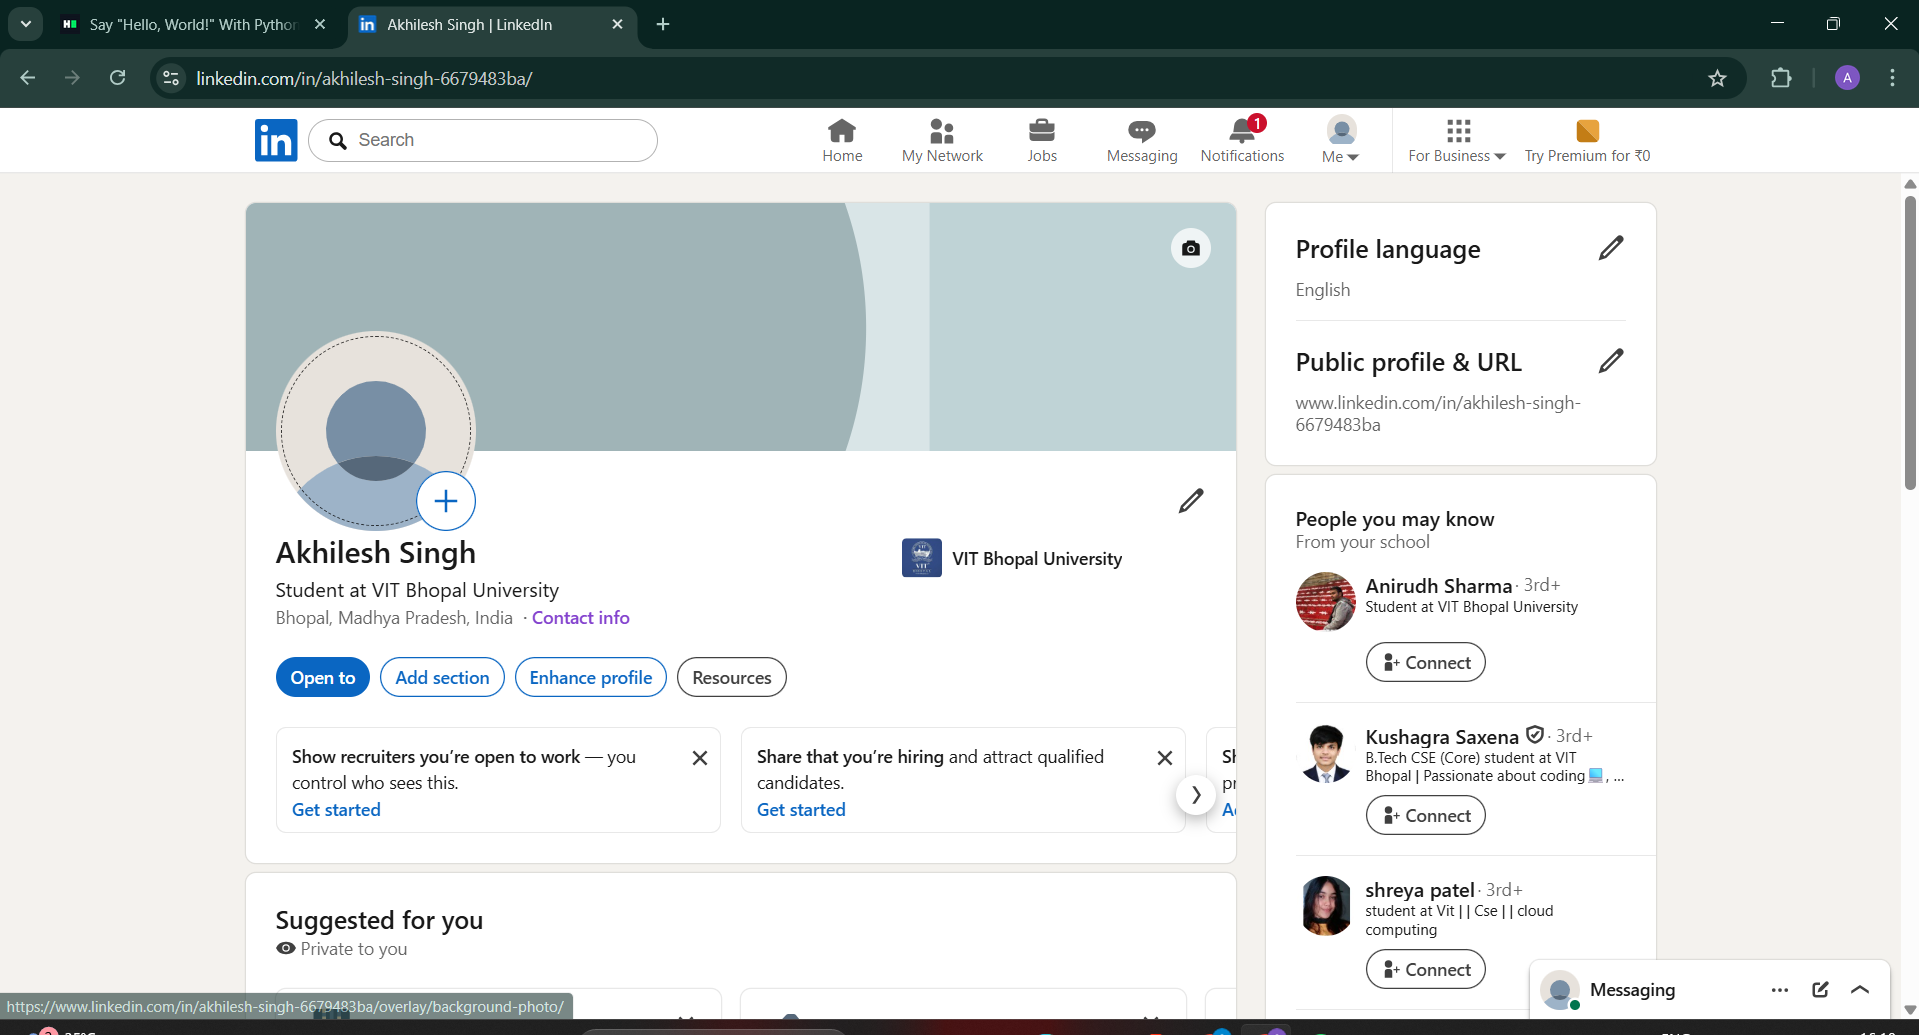 Say "Hello, World!" With Python
Akhilesh Singh | LinkedIn
linkedin.com/in/akhilesh-singh-6679483ba/
A
in
Search
Home
My Network
Jobs
Messaging
1
Notifications
Me
For Business
Try Premium for ₹0
Akhilesh Singh
Student at VIT Bhopal University
Bhopal, Madhya Pradesh, India · Contact info
VIT Bhopal University
Open to
Add section
Enhance profile
Resources
Show recruiters you're open to work — you
control who sees this.
Get started
Share that you're hiring and attract qualified
candidates.
Get started
Suggested for you
Private to you
Profile language
English
Public profile & URL
www.linkedin.com/in/akhilesh-singh-
6679483ba
People you may know
From your school
Anirudh Sharma · 3rd+
Student at VIT Bhopal University
Connect
Kushagra Saxena · 3rd+
B.Tech CSE (Core) student at VIT
Bhopal | Passionate about coding💻, ...
Connect
shreya patel · 3rd+
student at Vit || Cse || cloud
computing
Connect
Messaging
https://www.linkedin.com/in/akhilesh-singh-6679483ba/overlay/background-photo/